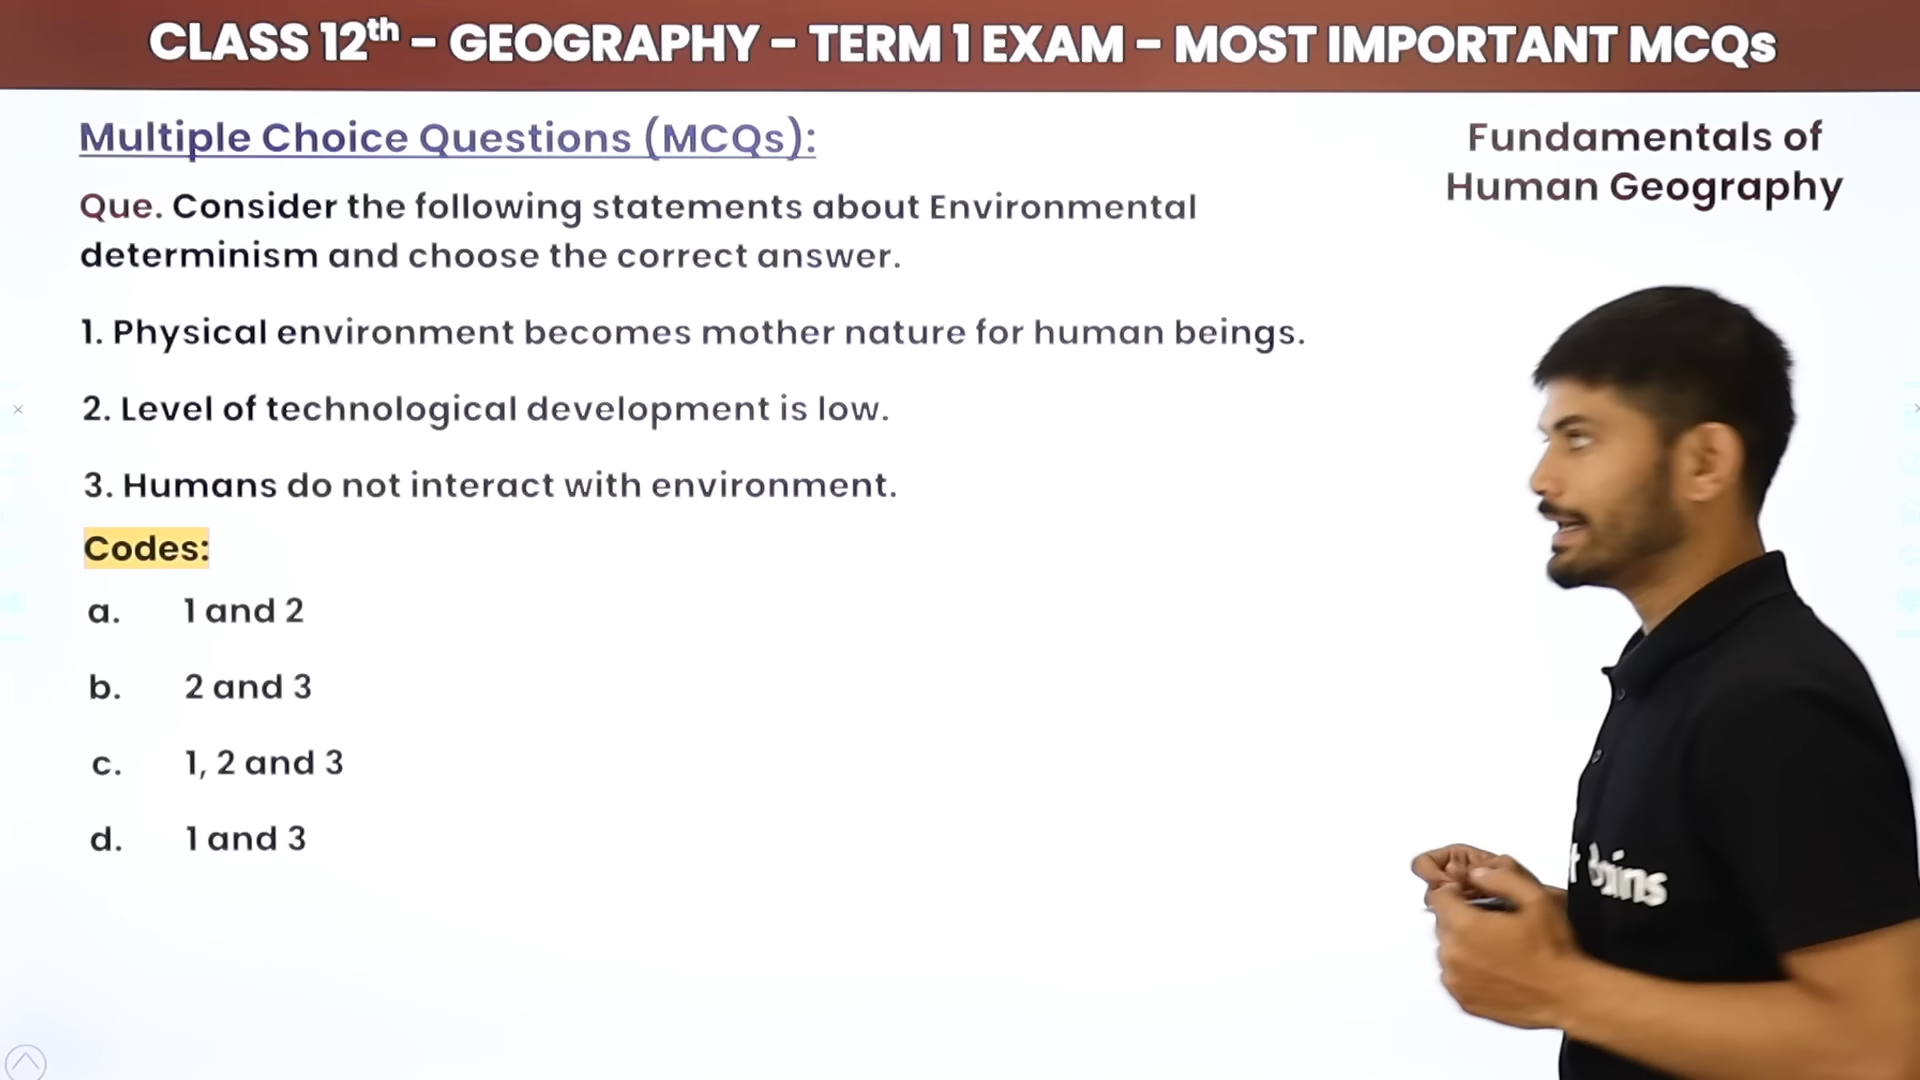 CLASS 12th – GEOGRAPHY – TERM 1 EXAM – MOST IMPORTANT MCQs
Multiple Choice Questions (MCQs):
Fundamentals of
Human Geography
Que. Consider the following statements about Environmental
determinism and choose the correct answer.
1. Physical environment becomes mother nature for human beings.
2. Level of technological development is low.
3. Humans do not interact with environment.
Codes:
a. 1 and 2
b. 2 and 3
c. 1, 2 and 3
d. 1 and 3